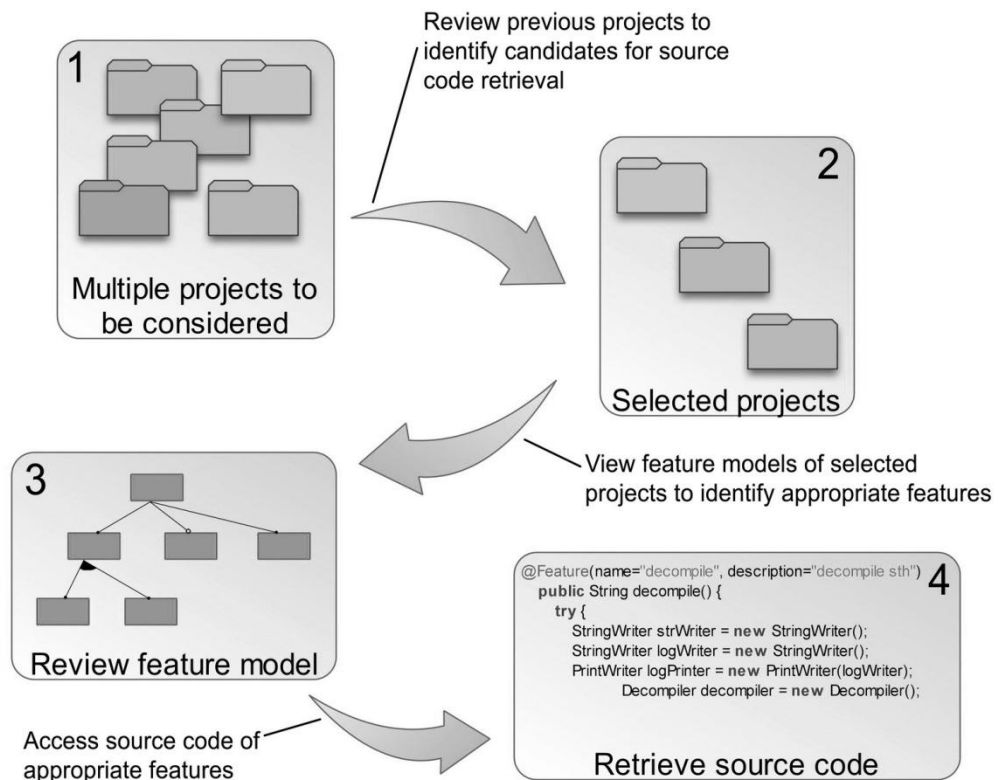 1
Multiple projects to
be considered
Review previous projects to
identify candidates for source
code retrieval
2
Selected projects
View feature models of selected
projects to identify appropriate features
3
Review feature model
Access source code of
appropriate features
4
@Feature(name="decompile", description="decompile sth")
public String decompile() {
try {
StringWriter strWriter = new StringWriter();
StringWriter logWriter = new StringWriter();
PrintWriter logPrinter = new PrintWriter(logWriter);
Decompiler decompiler = new Decompiler();
Retrieve source code